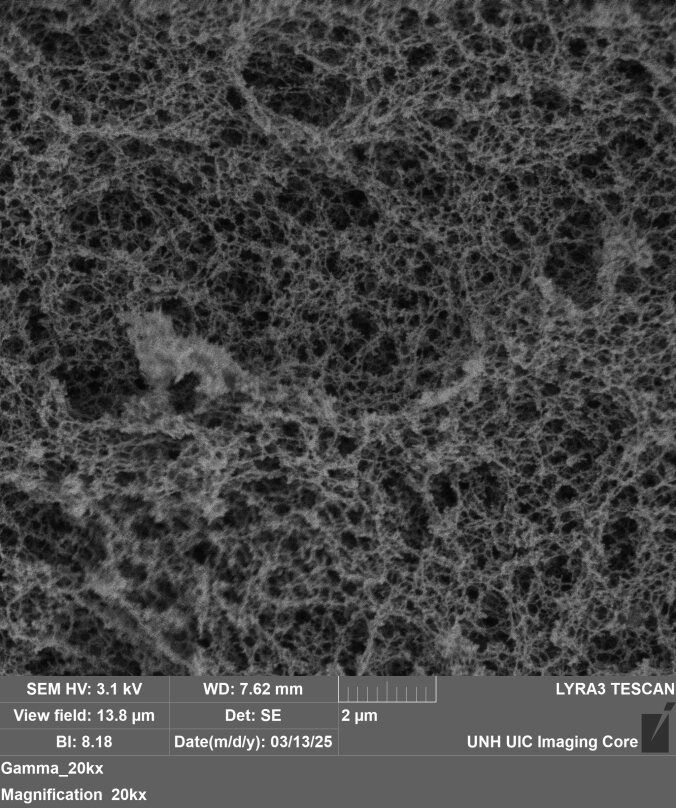 SEM HV: 3.1 kV WD: 7.62 mm LYRA3 TESCAN
View field: 13.8 µm Det: SE 2 µm
BI: 8.18 Date(m/d/y): 03/13/25 UNH UIC Imaging Core
Gamma_20kx
Magnification 20kx